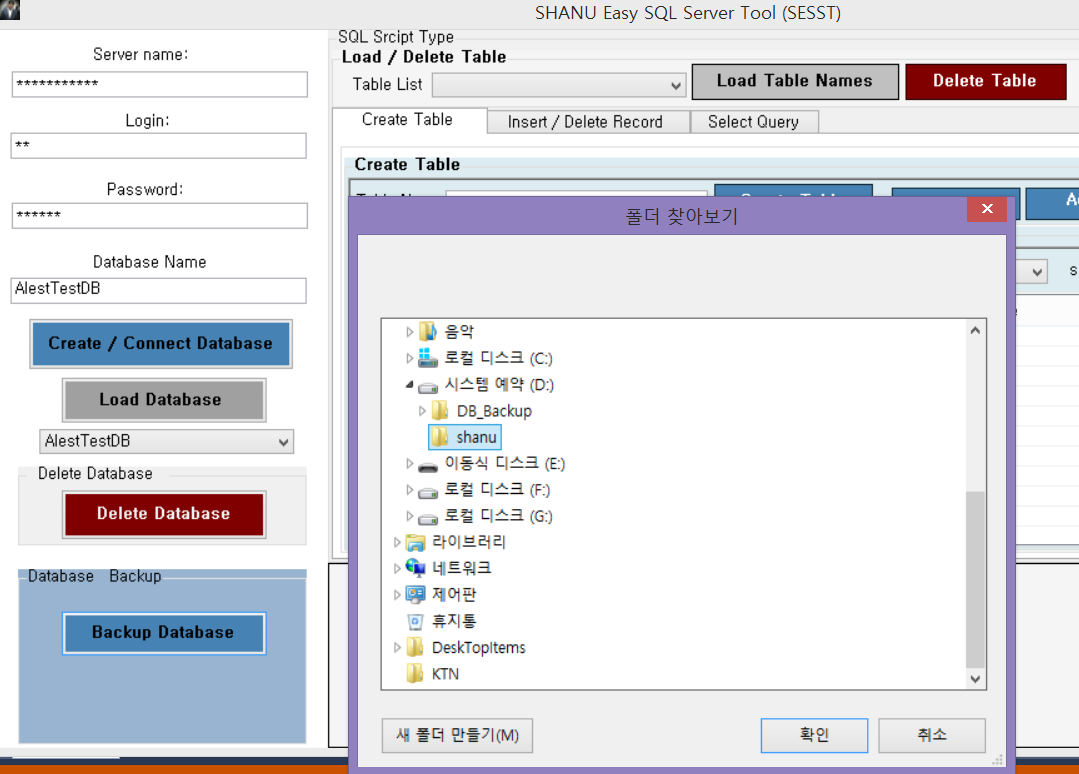 SHANU Easy SQL Server Tool (SESST)
Server name:
***********
Login:
**
Password:
******
Database Name
AlestTestDB
Create / Connect Database
Load Database
AlestTestDB
Delete Database
Delete Database
Database Backup
Backup Database
SQL Srcipt Type
Load / Delete Table
Table List
Load Table Names
Delete Table
Create Table
Insert / Delete Record
Select Query
Create Table
폴더 찾아보기
음악
로컬 디스크 (C:)
시스템 예약 (D:)
DB_Backup
shanu
이동식 디스크 (E:)
로컬 디스크 (F:)
로컬 디스크 (G:)
라이브러리
네트워크
제어판
휴지통
DeskTopItems
KTN
새 폴더 만들기(M)
확인
취소